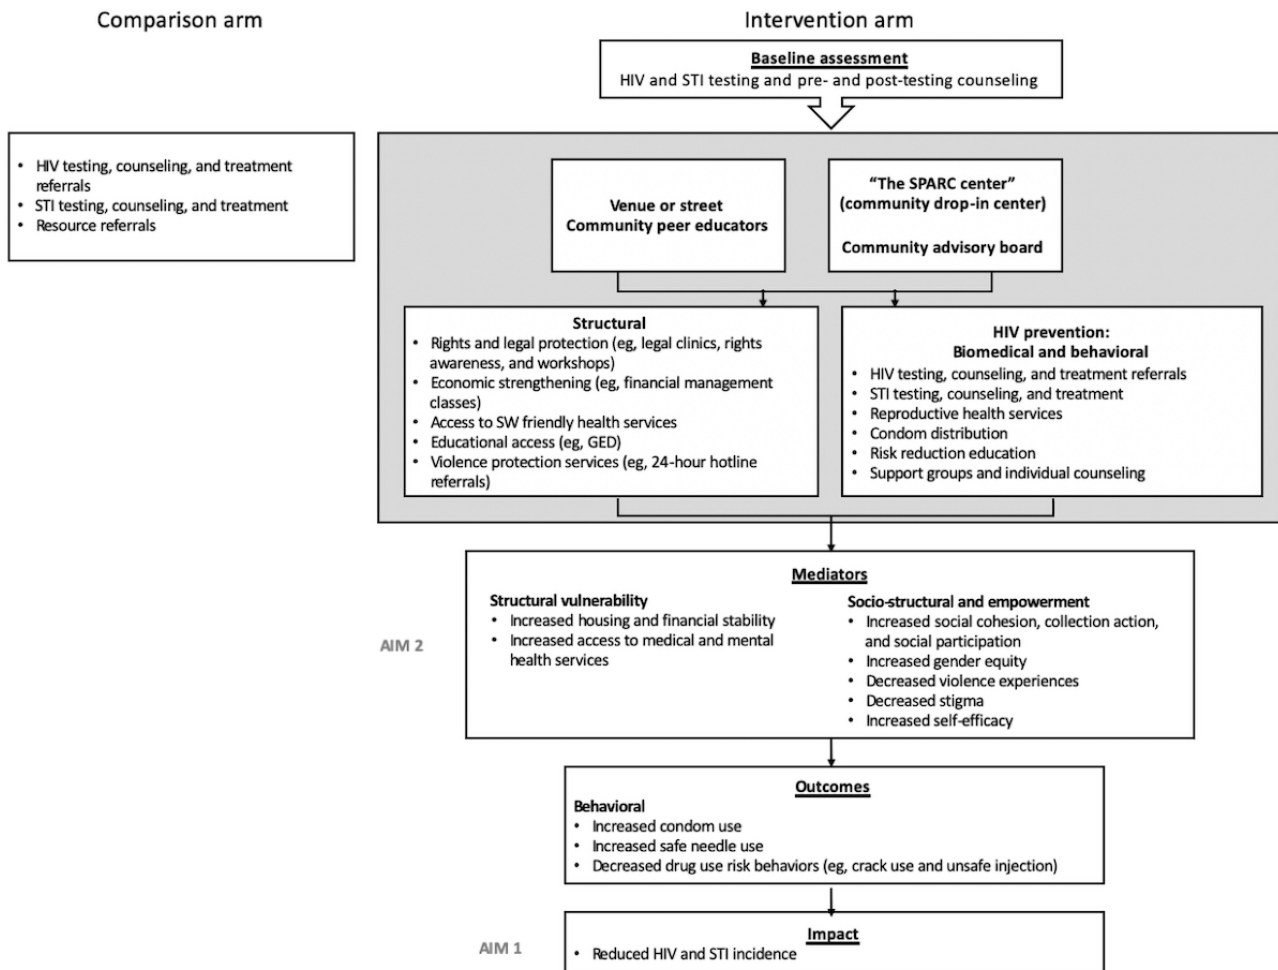 Comparison arm
Intervention arm
Baseline assessment
HIV and STI testing and pre- and post-testing counseling
• HIV testing, counseling, and treatment
referrals
• STI testing, counseling, and treatment
• Resource referrals
Venue or street
Community peer educators
“The SPARC center”
(community drop-in center)
Community advisory board
Structural
• Rights and legal protection (eg, legal clinics, rights
awareness, and workshops)
• Economic strengthening (eg, financial management
classes)
• Access to SW friendly health services
• Educational access (eg, GED)
• Violence protection services (eg, 24-hour hotline
referrals)
HIV prevention:
Biomedical and behavioral
• HIV testing, counseling, and treatment referrals
• STI testing, counseling, and treatment
• Reproductive health services
• Condom distribution
• Risk reduction education
• Support groups and individual counseling
AIM 2
Mediators
Structural vulnerability
• Increased housing and financial stability
• Increased access to medical and mental
health services
Socio-structural and empowerment
• Increased social cohesion, collection action,
and social participation
• Increased gender equity
• Decreased violence experiences
• Decreased stigma
• Increased self-efficacy
Outcomes
Behavioral
• Increased condom use
• Increased safe needle use
• Decreased drug use risk behaviors (eg, crack use and unsafe injection)
AIM 1
Impact
• Reduced HIV and STI incidence